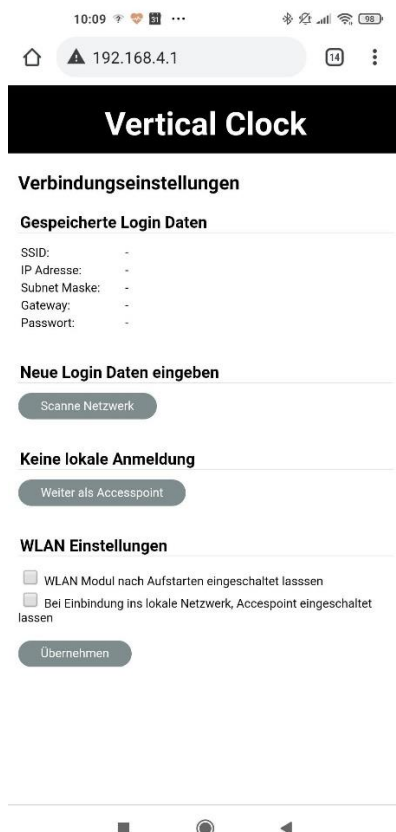 10:09 31 ... 98
192.168.4.1 14
Vertical Clock
Verbindungseinstellungen
Gespeicherte Login Daten
SSID: -
IP Adresse: -
Subnet Maske: -
Gateway: -
Passwort: -
Neue Login Daten eingeben
Scanne Netzwerk
Keine lokale Anmeldung
Weiter als Accesspoint
WLAN Einstellungen
WLAN Modul nach Aufstarten eingeschaltet lasssen
Bei Einbindung ins lokale Netzwerk, Accespoint eingeschaltet
lassen
Übernehmen